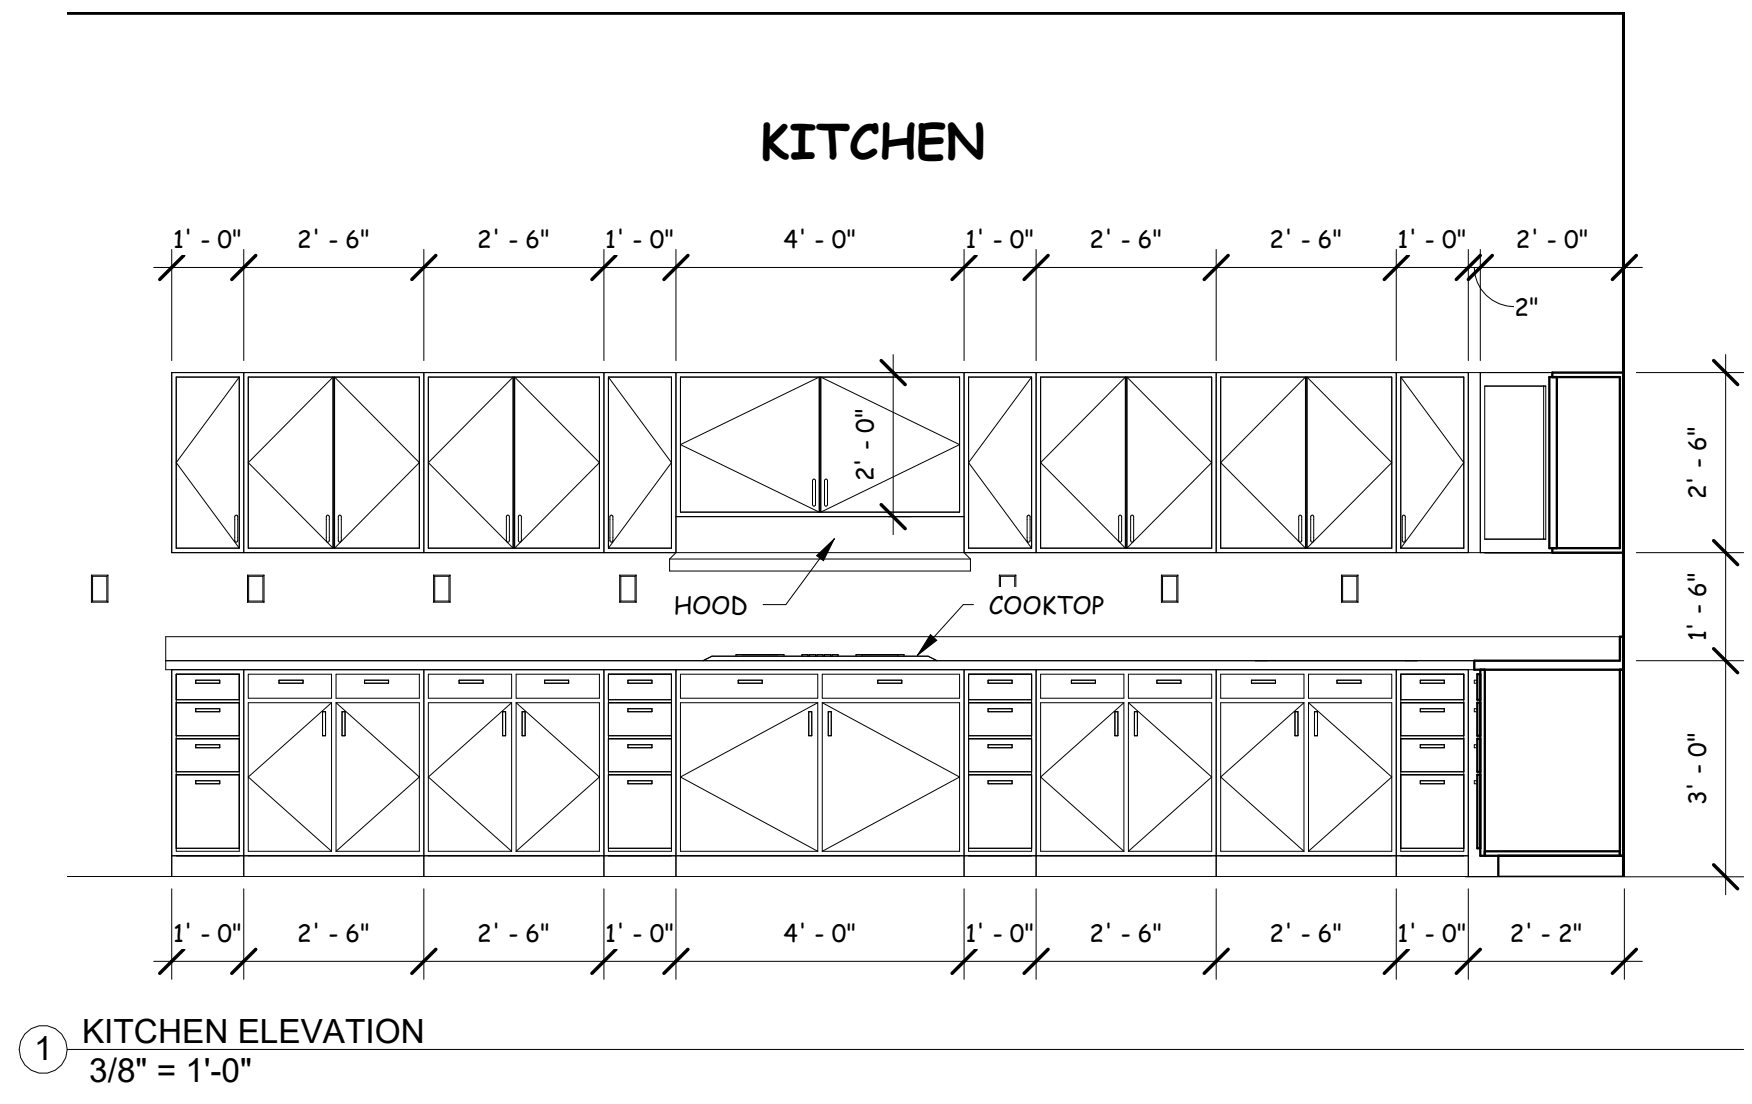 KITCHEN
1' - 0" 2' - 6" 2' - 6" 1' - 0" 4' - 0" 1' - 0" 2' - 6" 2' - 6" 1' - 0" 2' - 0"
2"
2' - 0"
2' - 6"
HOOD
COOKTOP
1' - 6"
3' - 0"
1' - 0" 2' - 6" 2' - 6" 1' - 0" 4' - 0" 1' - 0" 2' - 6" 2' - 6" 1' - 0" 2' - 2"
1 KITCHEN ELEVATION
3/8" = 1'-0"